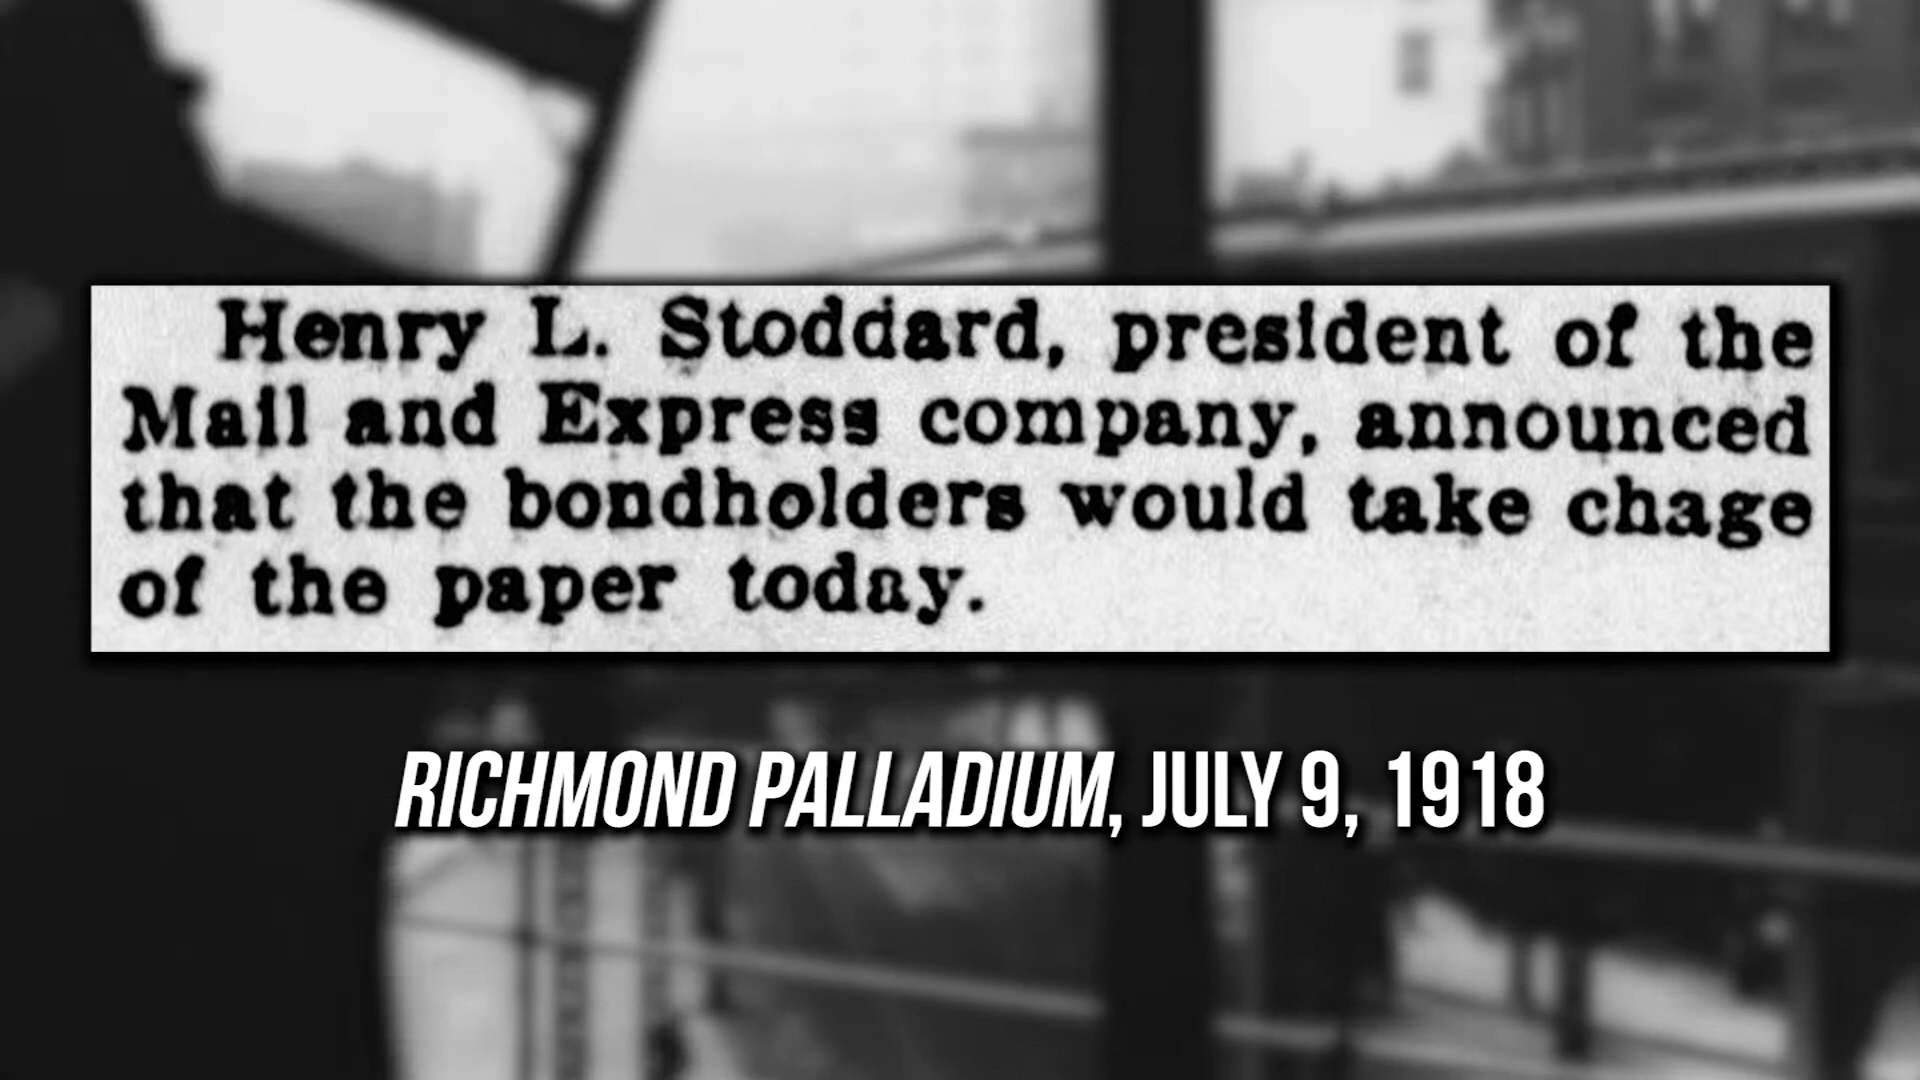 Henry L. Stoddard, president of the
Mail and Express company, announced
that the bondholders would take chage
of the paper today.
RICHMOND PALLADIUM, JULY 9, 1918